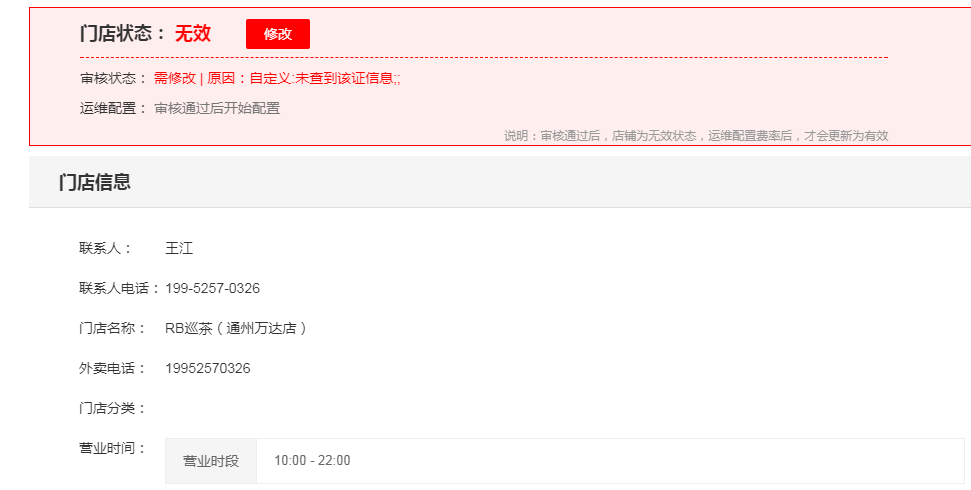 门店状态： 无效 修改
审核状态： 需修改 | 原因：自定义:未查到该证信息;;
运维配置： 审核通过后开始配置
说明：审核通过后，店铺为无效状态，运维配置费率后，才会更新为有效
门店信息
联系人： 王江
联系人电话： 199-5257-0326
门店名称： RB巡茶（通州万达店）
外卖电话： 19952570326
门店分类：
营业时间： 营业时段 10:00 - 22:00